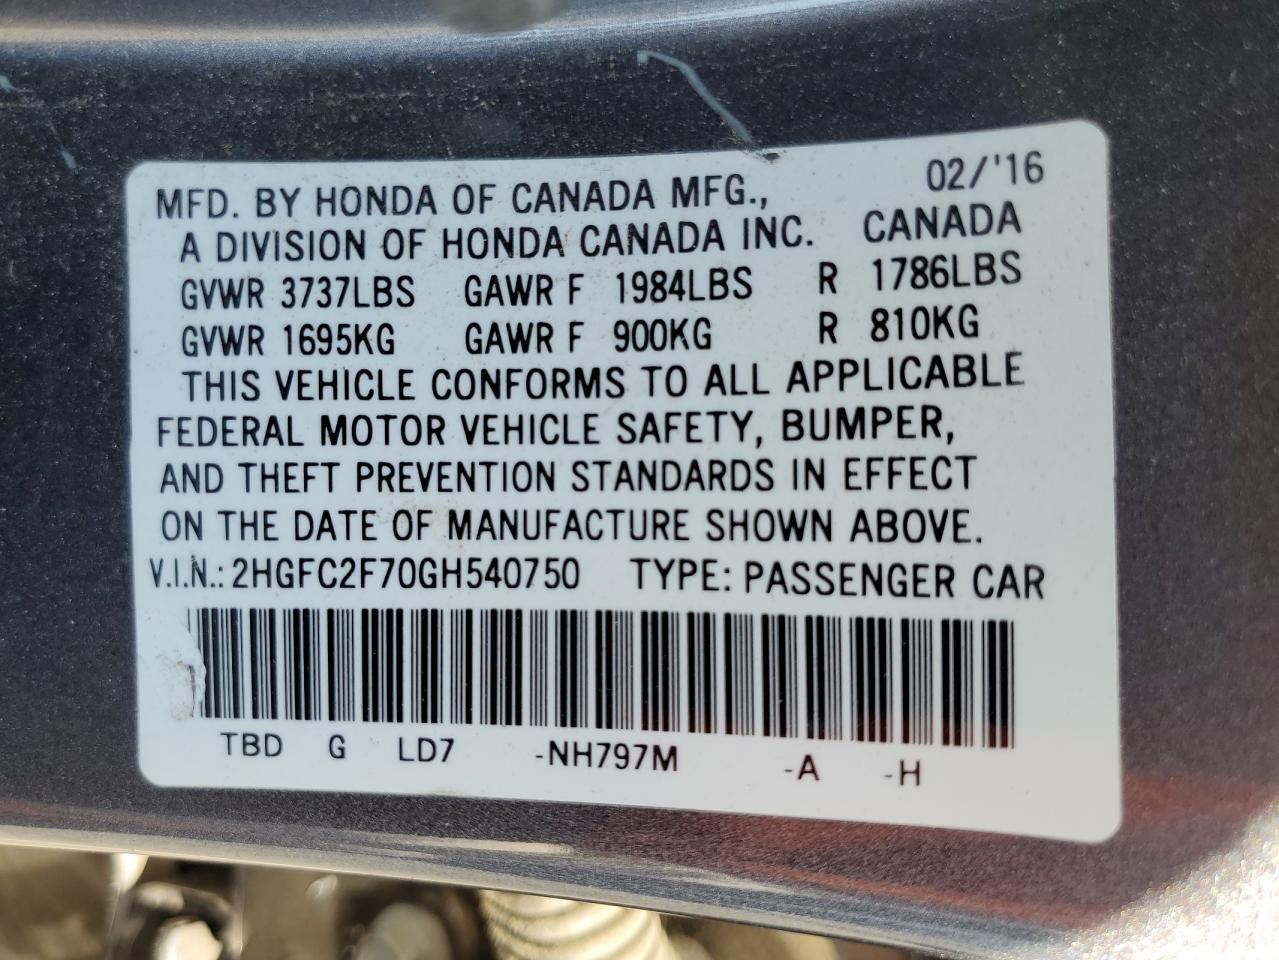 MFD. BY HONDA OF CANADA MFG., 02/'16
A DIVISION OF HONDA CANADA INC. CANADA
GVWR 3737LBS GAWR F 1984LBS R 1786LBS
GVWR 1695KG GAWR F 900KG R 810KG
THIS VEHICLE CONFORMS TO ALL APPLICABLE
FEDERAL MOTOR VEHICLE SAFETY, BUMPER,
AND THEFT PREVENTION STANDARDS IN EFFECT
ON THE DATE OF MANUFACTURE SHOWN ABOVE.
V.I.N.: 2HGFC2F70GH540750 TYPE: PASSENGER CAR
TBD G LD7 -NH797M -A -H